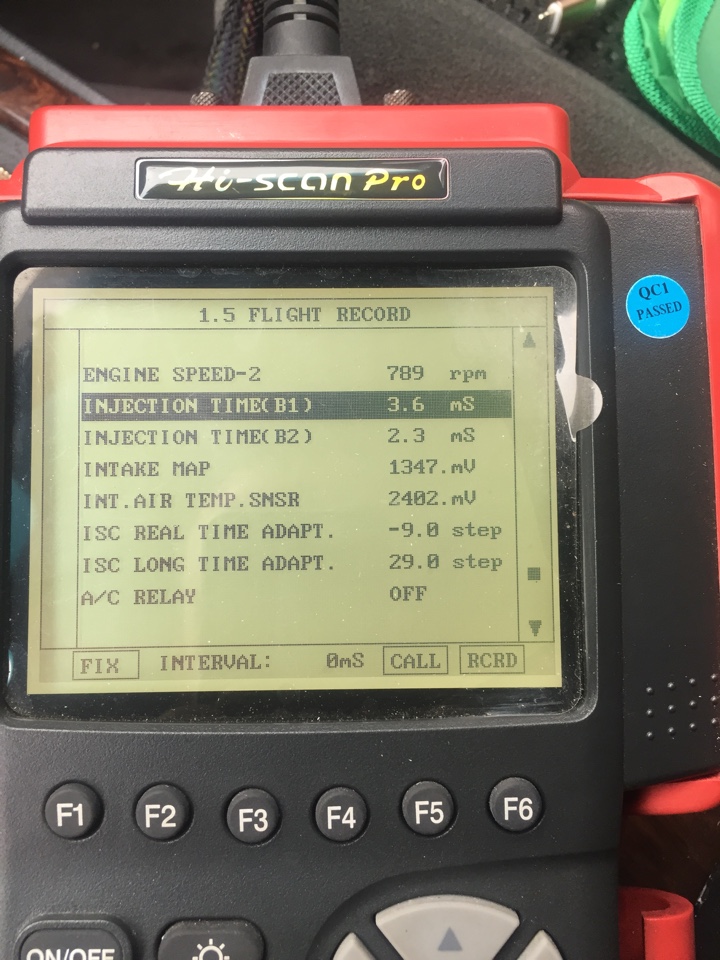 Hi-scan Pro
QC1
PASSED
1.5 FLIGHT RECORD
ENGINE SPEED-2 789 rpm
INJECTION TIME(B1) 3.6 mS
INJECTION TIME(B2) 2.3 mS
INTAKE MAP 1347.mV
INT.AIR TEMP.SNSR 2402.mV
ISC REAL TIME ADAPT. -9.0 step
ISC LONG TIME ADAPT. 29.0 step
A/C RELAY OFF
FIX INTERVAL: 0mS CALL RCRD
F1 F2 F3 F4 F5 F6
ON/OFF